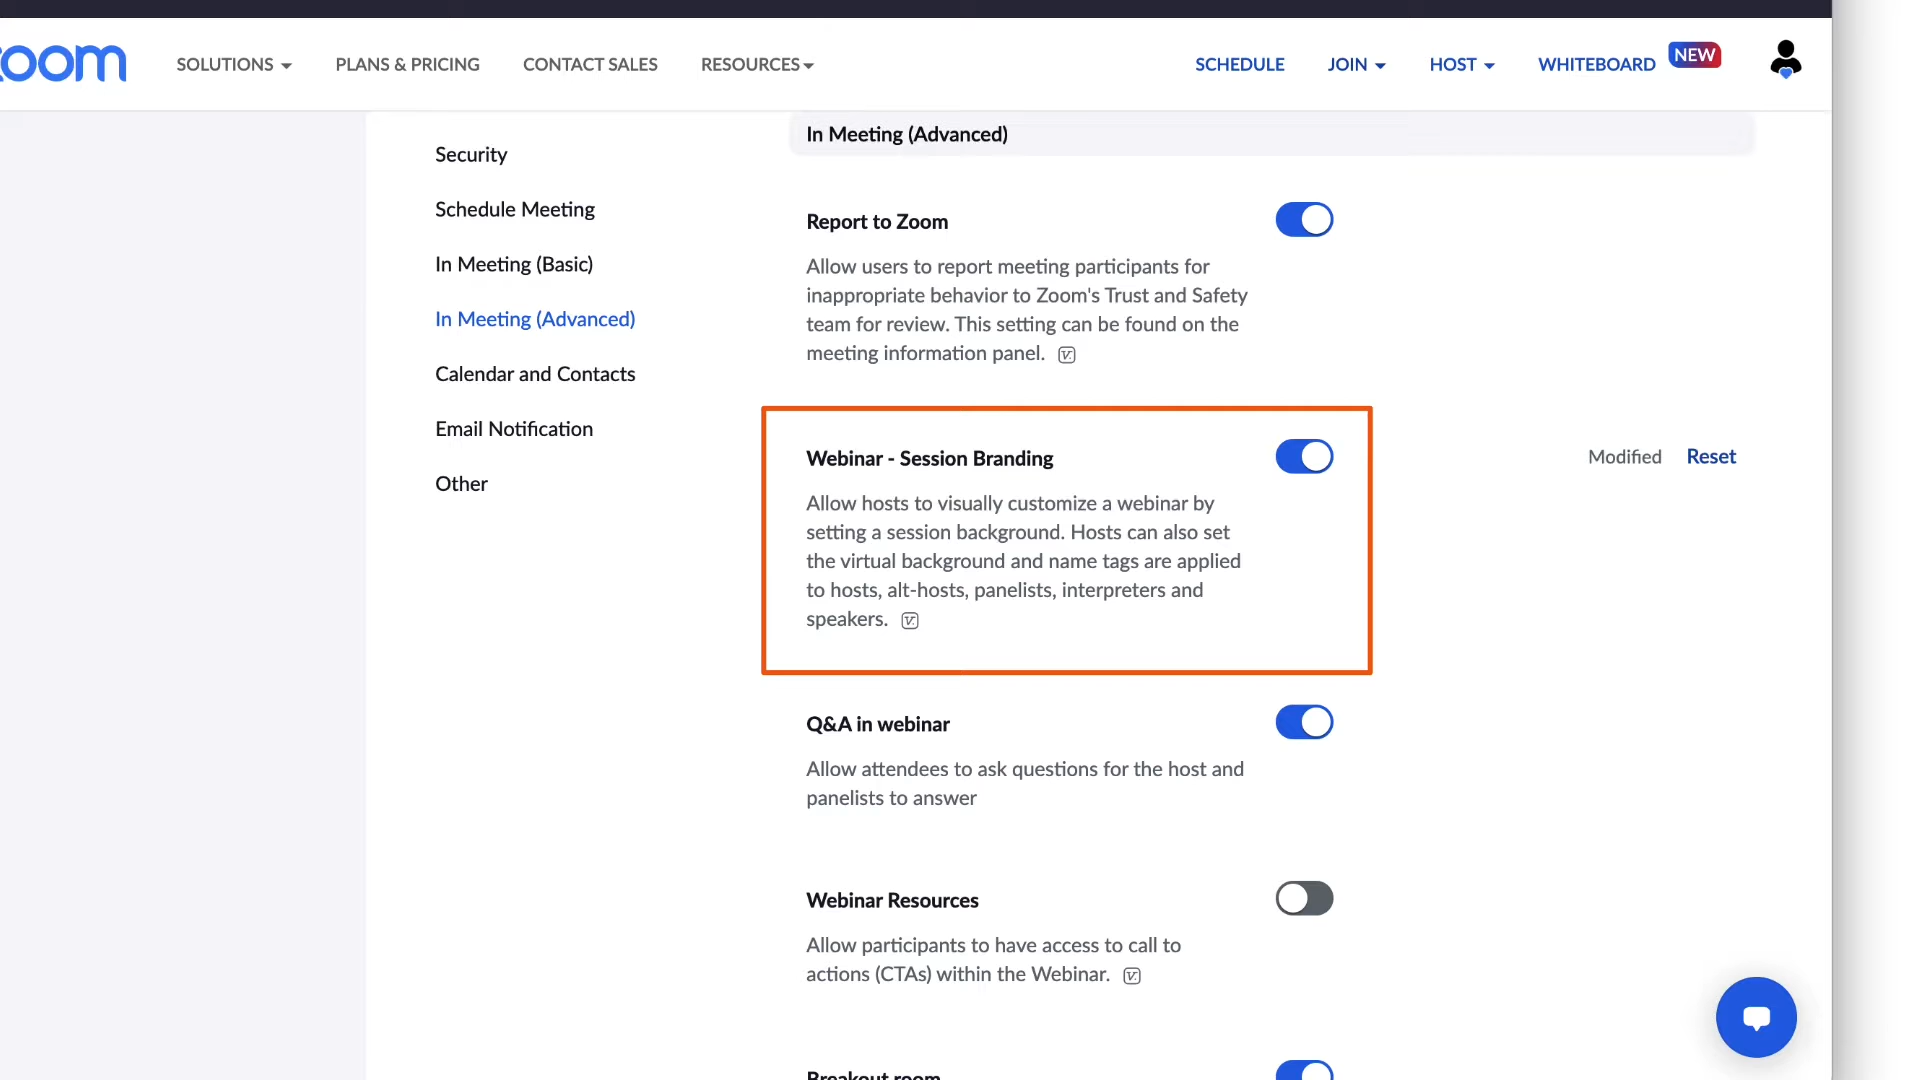 zoom
SOLUTIONS
PLANS & PRICING
CONTACT SALES
RESOURCES
SCHEDULE
JOIN
HOST
WHITEBOARD
NEW
Security
Schedule Meeting
In Meeting (Basic)
In Meeting (Advanced)
Calendar and Contacts
Email Notification
Other
In Meeting (Advanced)
Report to Zoom
Allow users to report meeting participants for
inappropriate behavior to Zoom's Trust and Safety
team for review. This setting can be found on the
meeting information panel.
Webinar - Session Branding
Modified
Reset
Allow hosts to visually customize a webinar by
setting a session background. Hosts can also set
the virtual background and name tags are applied
to hosts, alt-hosts, panelists, interpreters and
speakers.
Q&A in webinar
Allow attendees to ask questions for the host and
panelists to answer
Webinar Resources
Allow participants to have access to call to
actions (CTAs) within the Webinar.
Breakout room